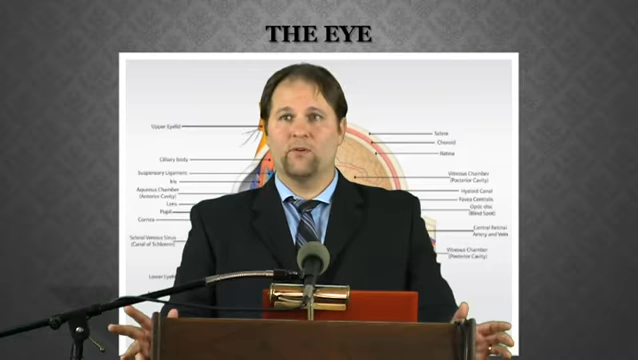 THE EYE
Upper Eyelid
Ciliary Body
Suspensory Ligament
Iris
Aqueous Chamber
(Anterior Cavity)
Lens
Pupil
Cornea
Scleral Venous Sinus
(Canal of Schlemm)
Lower Eyelid
Sclera
Choroid
Retina
Vitreous Chamber
(Posterior Cavity)
Hyaloid Canal
Fovea Centralis
Optic disc
(Blind Spot)
Central Retinal
Artery and Vein
Vitreous Chamber
(Posterior Cavity)